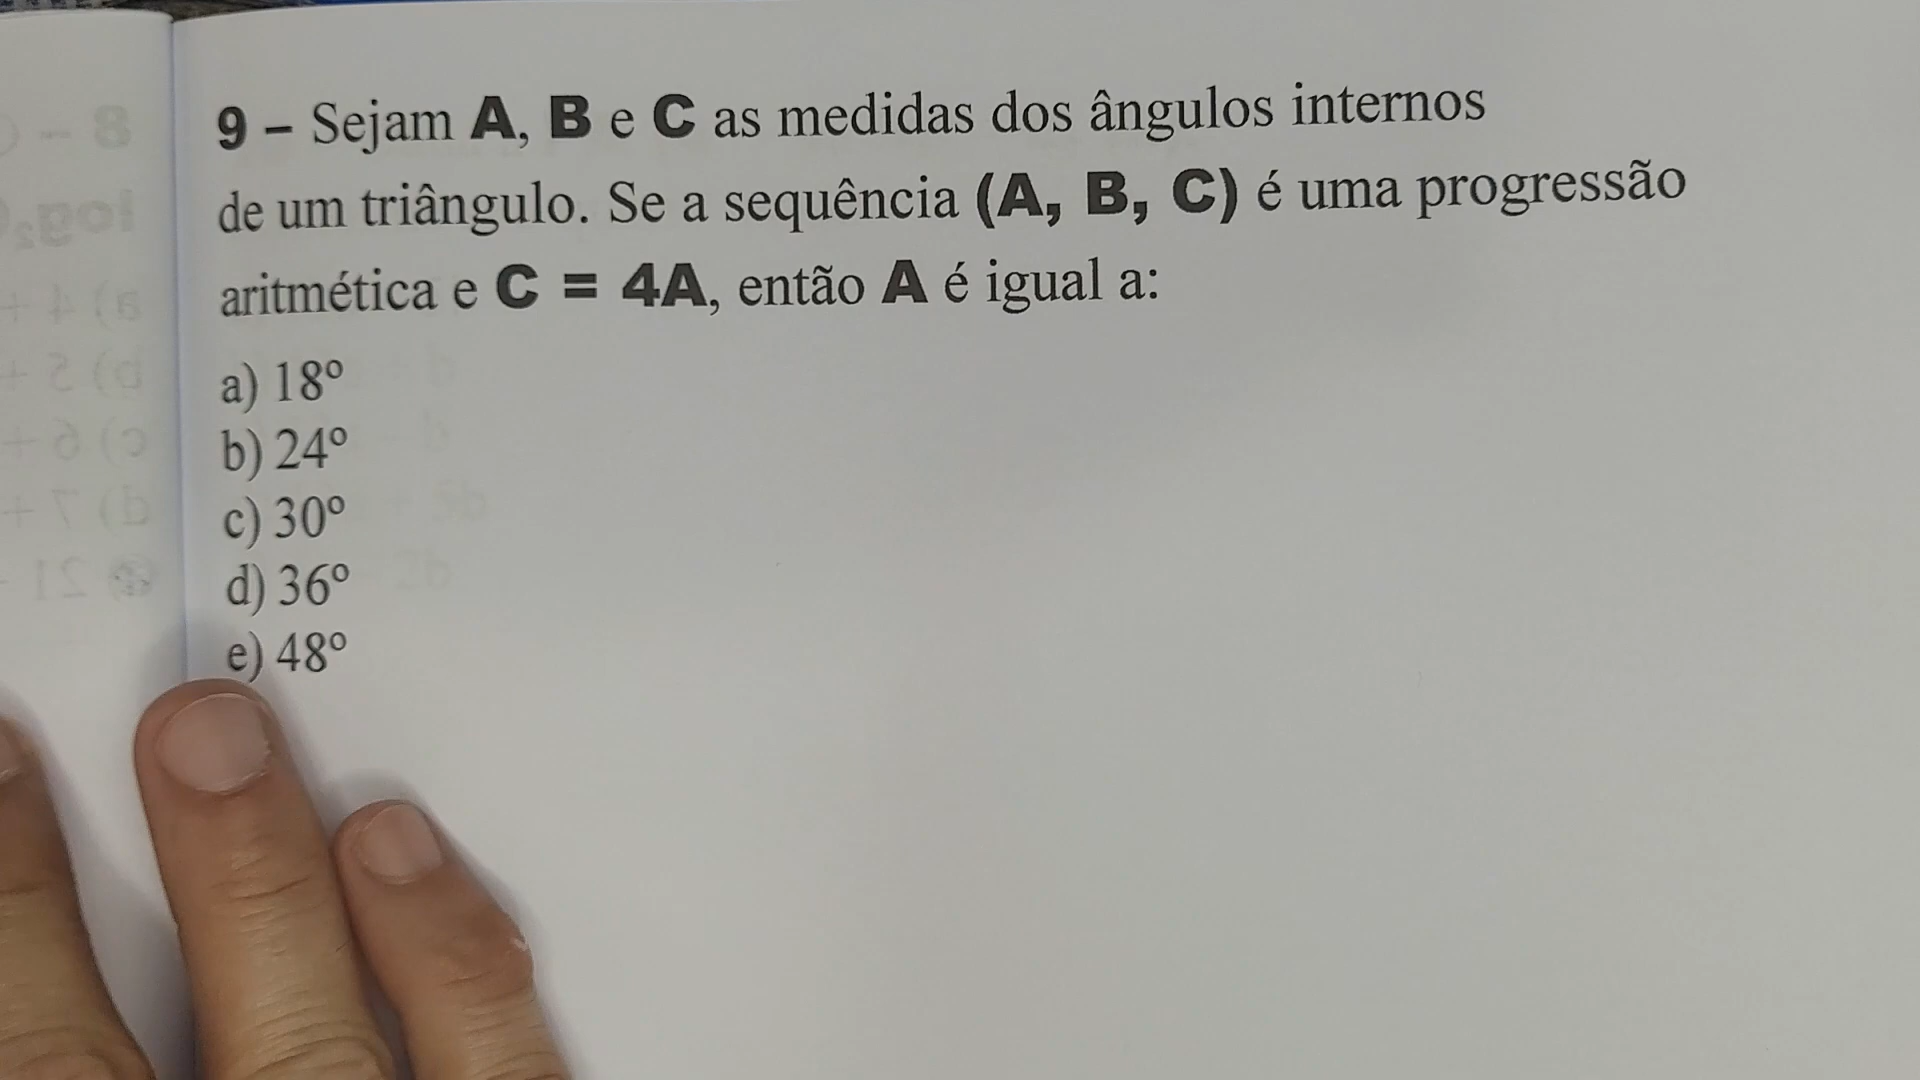 9 – Sejam A, B e C as medidas dos ângulos internos
de um triângulo. Se a sequência (A, B, C) é uma progressão
aritmética e C = 4A, então A é igual a:
a) 18º
b) 24º
c) 30º
d) 36º
e) 48º